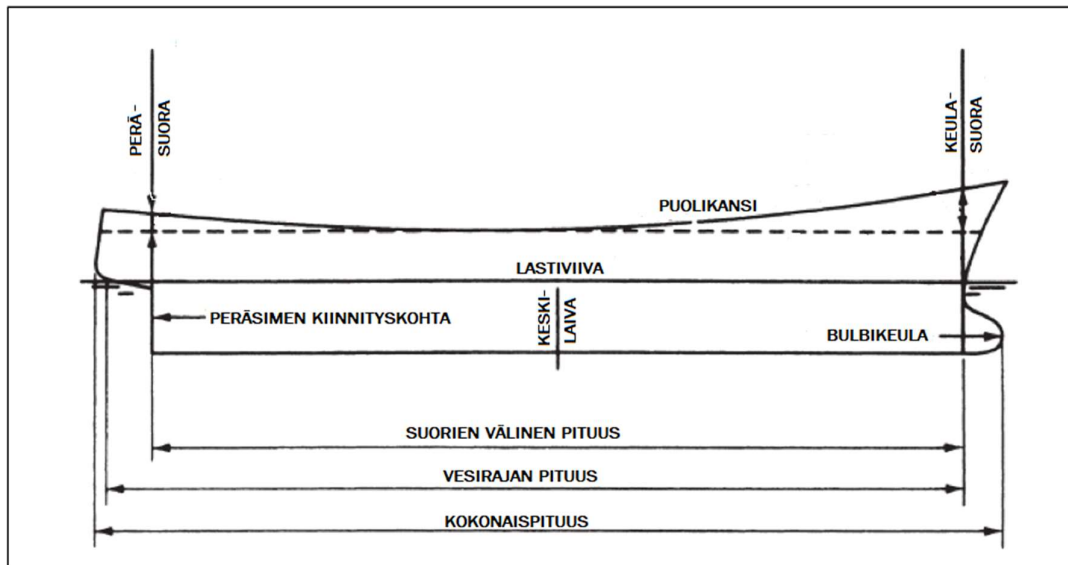 PERÄ-
SUORA
KEULA-
SUORA
PUOLIKANSI
LASTIVIIVA
PERÄSIMEN KIINNITYSKOHTA
KESKI-
LAIVA
BULBIKEULA
SUORIEN VÄLINEN PITUUS
VESIRAJAN PITUUS
KOKONAISPITUUS